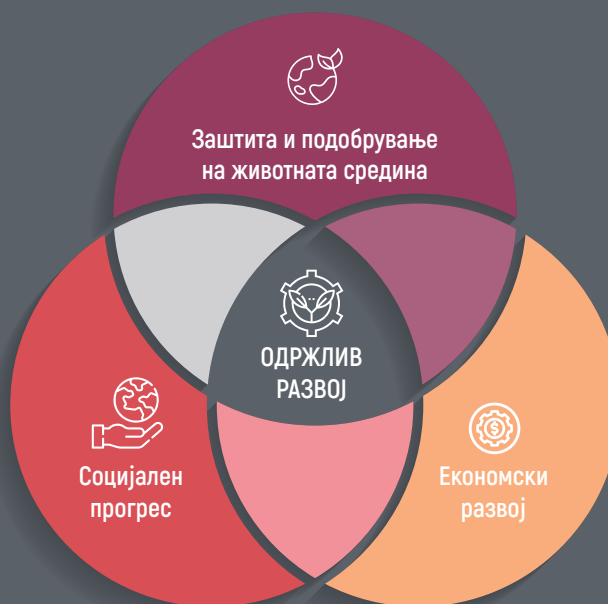 Заштита и подобрување
на животната средина
ОДРЖЛИВ
РАЗВОЈ
Социјален
прогрес
Економски
развој